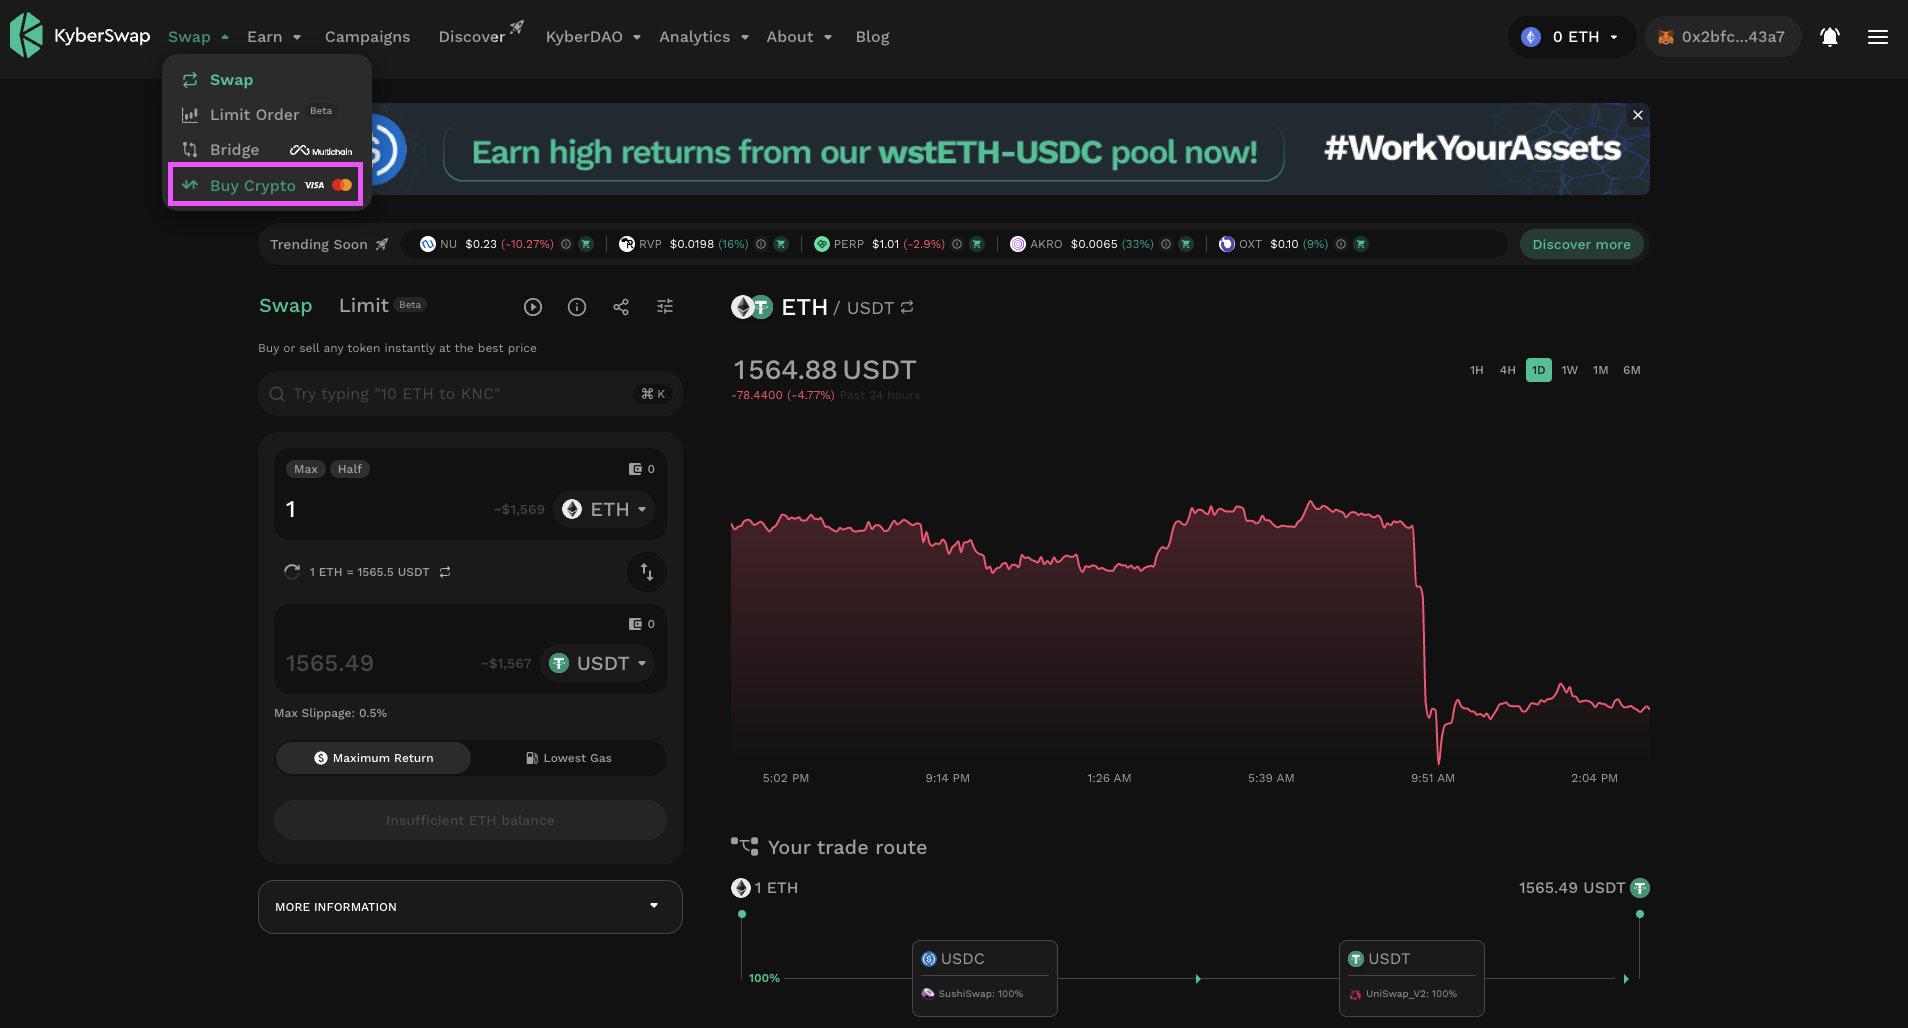 KyberSwap Swap Earn Campaigns Discover KyberDAO Analytics About Blog 0 ETH 0x2bfc...43a7
Swap
Limit Order Beta
Bridge Multichain
Buy Crypto VISA
Earn high returns from our wstETH-USDC pool now! #WorkYourAssets
Trending Soon NU $0.23 (-10.27%) RVP $0.0198 (16%) PERP $1.01 (-2.9%) AKRO $0.0065 (33%) OXT $0.10 (9%) Discover more
Swap Limit Beta
Buy or sell any token instantly at the best price
Try typing "10 ETH to KNC" ⌘ K
Max Half 0
1 ~$1,569 ETH
1 ETH = 1565.5 USDT
0
1565.49 ~$1,567 USDT
Max Slippage: 0.5%
Maximum Return Lowest Gas
Insufficient ETH balance
MORE INFORMATION
ETH / USDT
1564.88 USDT
-78.4400 (-4.77%) Past 24 hours
1H 4H 1D 1W 1M 6M
5:02 PM 9:14 PM 1:26 AM 5:39 AM 9:51 AM 2:04 PM
Your trade route
1 ETH 1565.49 USDT
100%
USDC
SushiSwap: 100%
USDT
UniSwap_V2: 100%